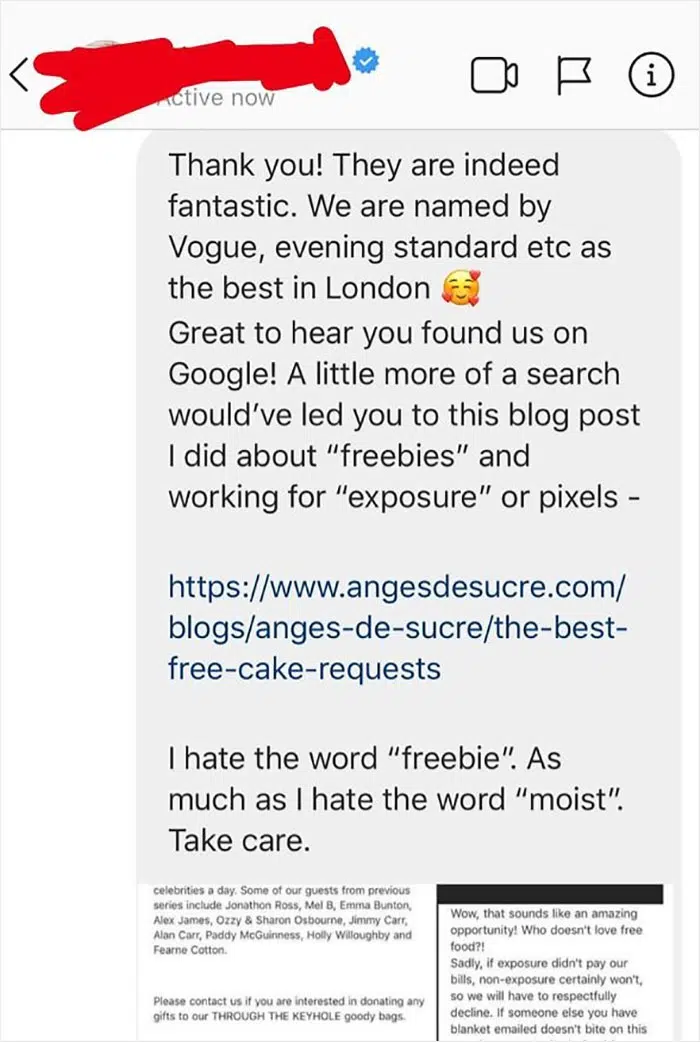 Active now
Thank you! They are indeed
fantastic. We are named by
Vogue, evening standard etc as
the best in London 🥰
Great to hear you found us on
Google! A little more of a search
would’ve led you to this blog post
I did about “freebies” and
working for “exposure” or pixels -
https://www.angesdesucre.com/
blogs/anges-de-sucre/the-best-
free-cake-requests
I hate the word “freebie”. As
much as I hate the word “moist”.
Take care.
celebrities a day. Some of our guests from previous
series include Jonathon Ross, Mel B, Emma Bunton,
Alex James, Ozzy & Sharon Osbourne, Jimmy Carr,
Alan Carr, Paddy McGuinness, Holly Willoughby and
Fearne Cotton.
Please contact us if you are interested in donating any
gifts to our THROUGH THE KEYHOLE goody bags.
Wow, that sounds like an amazing
opportunity! Who doesn't love free
food?!
Sadly, if exposure didn't pay our
bills, non-exposure certainly won't,
so we will have to respectfully
decline. If someone else you have
blanket emailed doesn't bite on this